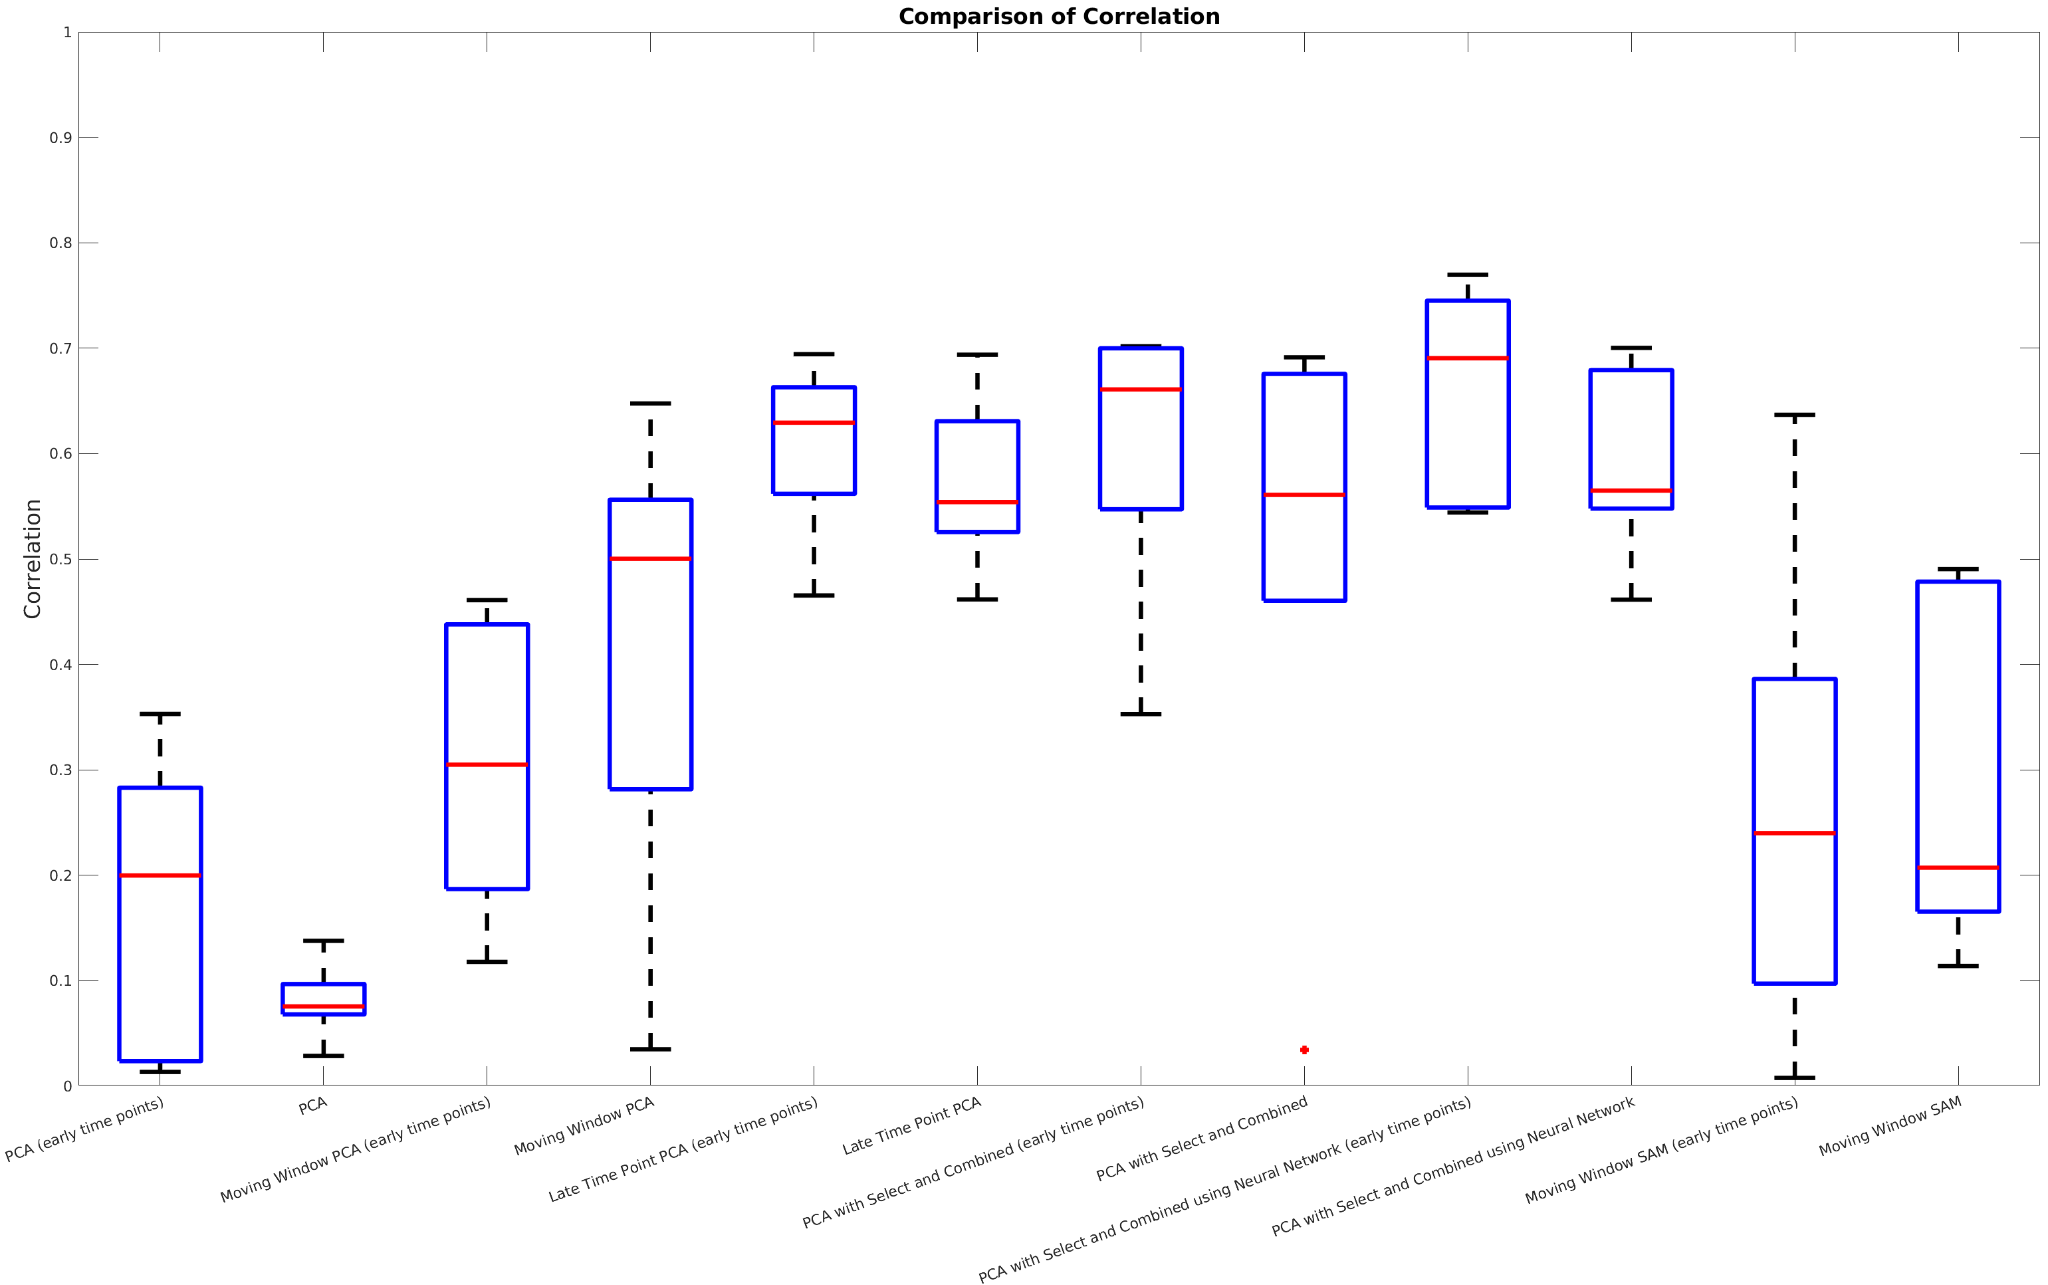 Comparison of Correlation
1
0.9
0.8
0.7
0.6
0.5
0.4
0.3
0.2
0.1
0
Correlation
PCA (early time points)
PCA
Moving Window PCA (early time points)
Moving Window PCA
Late Time Point PCA (early time points)
Late Time Point PCA
PCA with Select and Combined (early time points)
PCA with Select and Combined
PCA with Select and Combined using Neural Network (early time points)
PCA with Select and Combined using Neural Network
Moving Window SAM (early time points)
Moving Window SAM